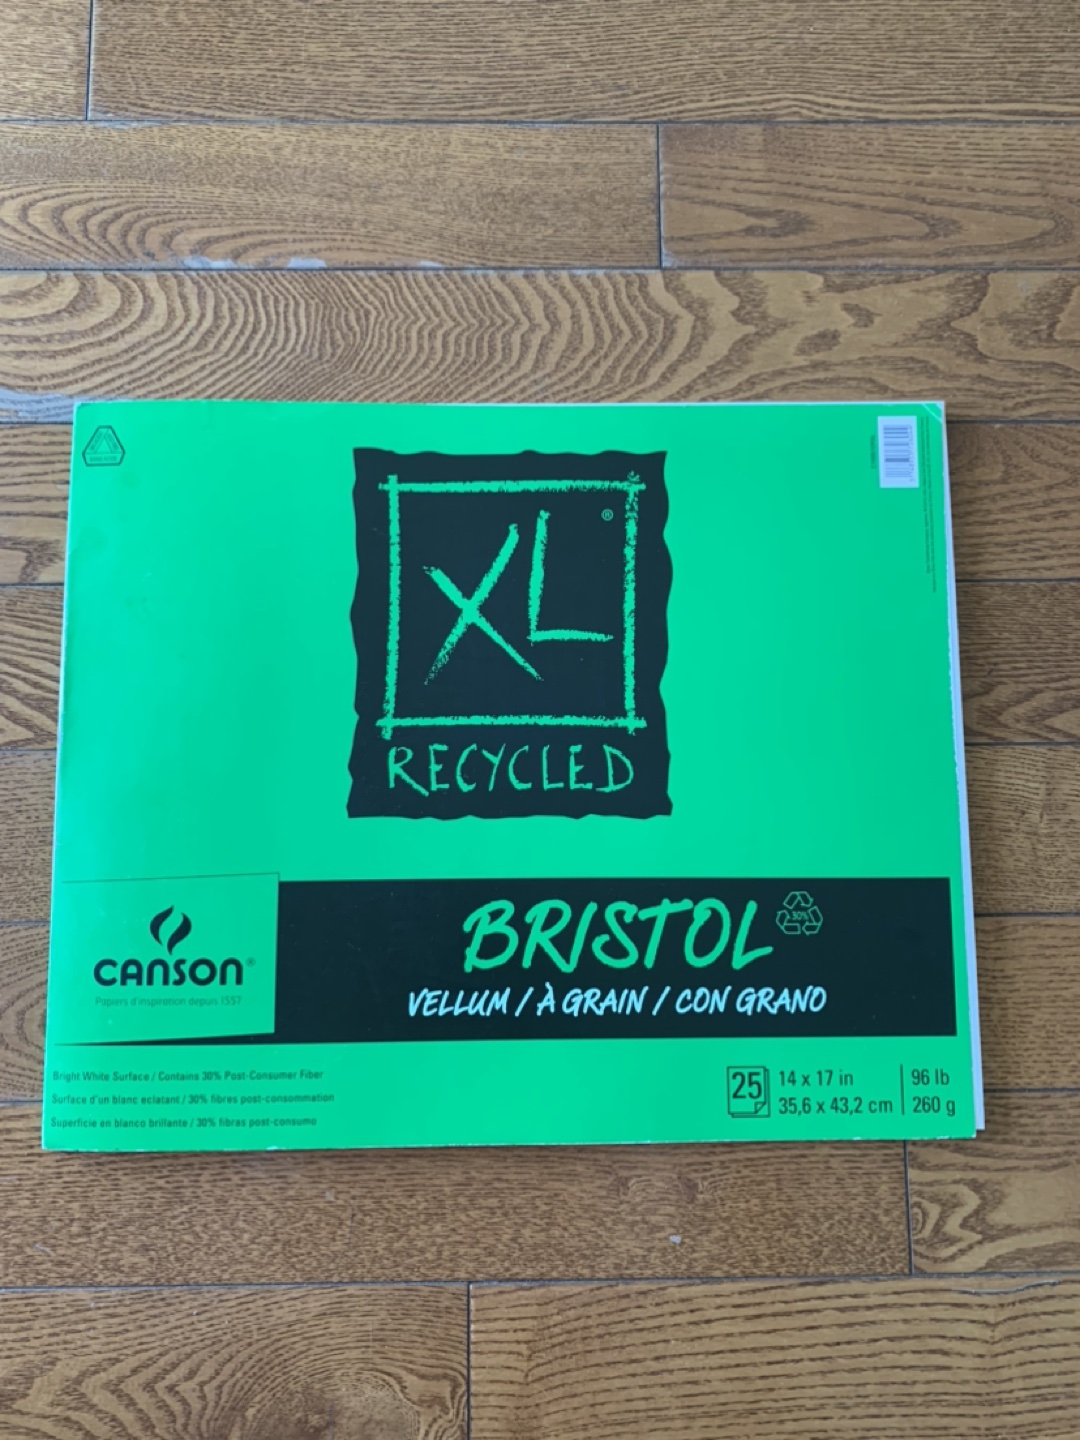 XL®
RECYCLED
CANSON®
Papiers d'inspiration depuis 1557
BRISTOL
30%
VELLUM / À GRAIN / CON GRANO
Bright White Surface / Contains 30% Post-Consumer Fiber
Surface d'un blanc eclatant / 30% fibres post-consommation
Superficie en blanco brillante / 30% fibras post-consumo
25
14 x 17 in
35,6 x 43,2 cm
96 lb
260 g